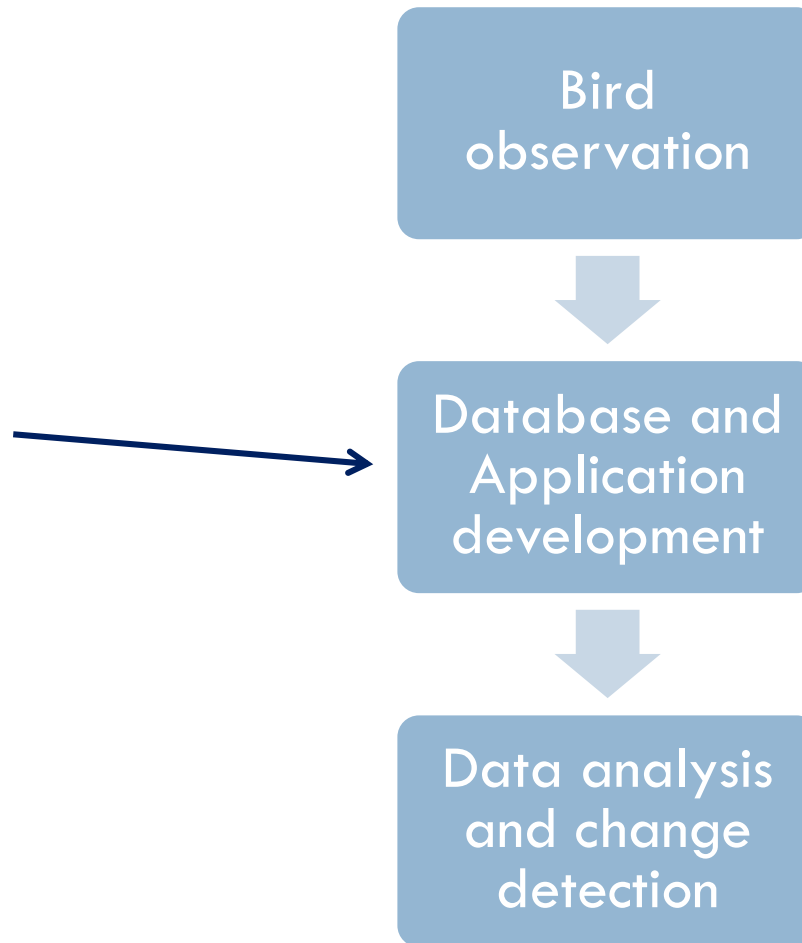 Bird
observation
Database and
Application
development
Data analysis
and change
detection